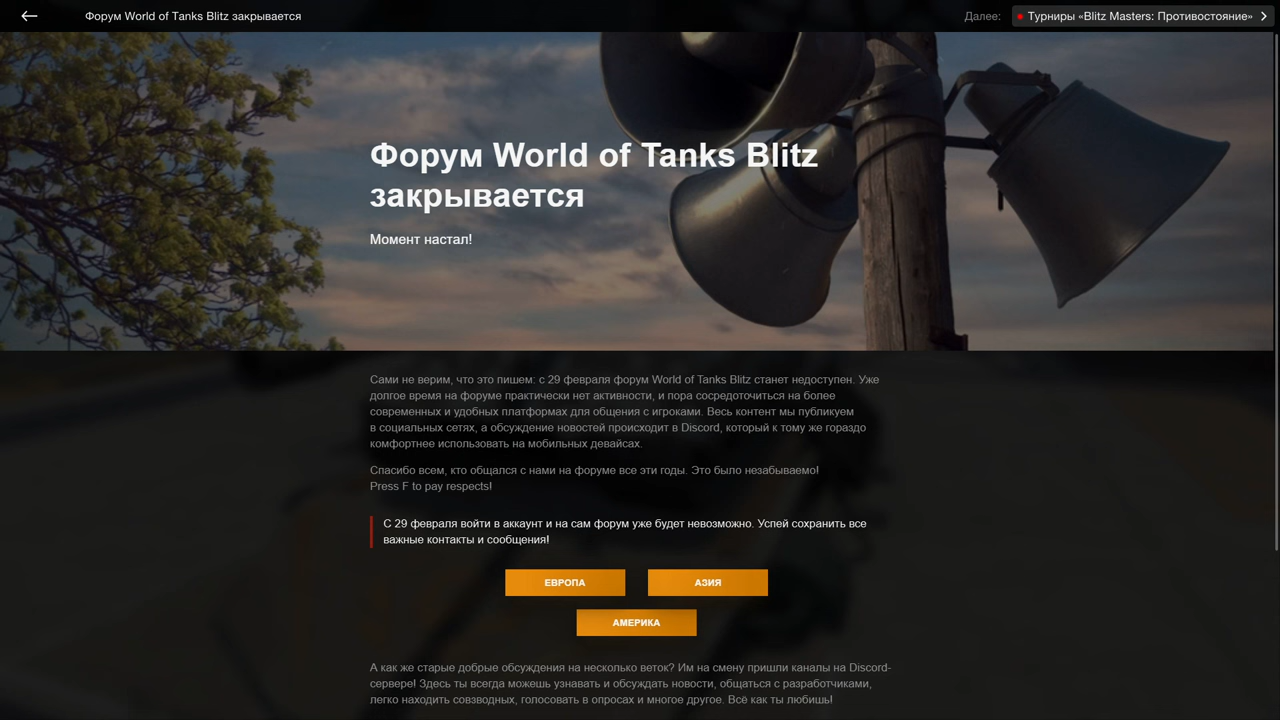 Форум World of Tanks Blitz закрывается
Далее:
Турниры «Blitz Masters: Противостояние»
Форум World of Tanks Blitz
закрывается
Момент настал!
Сами не верим, что это пишем: с 29 февраля форум World of Tanks Blitz станет недоступен. Уже
долгое время на форуме практически нет активности, и пора сосредоточиться на более
современных и удобных платформах для общения с игроками. Весь контент мы публикуем
в социальных сетях, а обсуждение новостей происходит в Discord, который к тому же гораздо
комфортнее использовать на мобильных девайсах.
Спасибо всем, кто общался с нами на форуме все эти годы. Это было незабываемо!
Press F to pay respects!
С 29 февраля войти в аккаунт и на сам форум уже будет невозможно. Успей сохранить все
важные контакты и сообщения!
ЕВРОПА
АЗИЯ
АМЕРИКА
А как же старые добрые обсуждения на несколько веток? Им на смену пришли каналы на Discord-
сервере! Здесь ты всегда можешь узнавать и обсуждать новости, общаться с разработчиками,
легко находить совзводных, голосовать в опросах и многое другое. Всё как ты любишь!